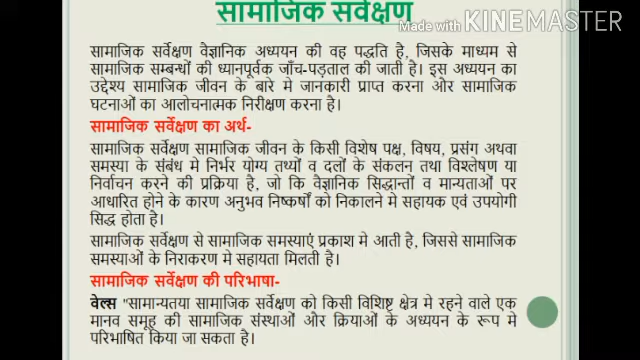 सामाजिक सर्वेक्षण
Made with KINEMASTER
सामाजिक सर्वेक्षण वैज्ञानिक अध्ययन की वह पद्धति है, जिसके माध्यम से
सामाजिक सम्बन्धों की ध्यानपूर्वक जाँच-पड़ताल की जाती है। इस अध्ययन का
उद्देश्य सामाजिक जीवन के बारे मे जानकारी प्राप्त करना और सामाजिक
घटनाओं का आलोचनात्मक निरीक्षण करना है।
सामाजिक सर्वेक्षण का अर्थ-
सामाजिक सर्वेक्षण सामाजिक जीवन के किसी विशेष पक्ष, विषय, प्रसंग अथवा
समस्या के संबंध मे निर्भर योग्य तथ्यों व दलों के संकलन तथा विश्लेषण या
निर्वाचन करने की प्रक्रिया है, जो कि वैज्ञानिक सिद्धान्तों व मान्यताओं पर
आधारित होने के कारण अनुभव निष्कर्षों को निकालने मे सहायक एवं उपयोगी
सिद्ध होता है।
सामाजिक सर्वेक्षण से सामाजिक समस्याएं प्रकाश मे आती है, जिससे सामाजिक
समस्याओं के निराकरण मे सहायता मिलती है।
सामाजिक सर्वेक्षण की परिभाषा-
वेल्स "सामान्यतया सामाजिक सर्वेक्षण को किसी विशिष्ट क्षेत्र मे रहने वाले एक
मानव समूह की सामाजिक संस्थाओं और क्रियाओं के अध्ययन के रूप मे
परिभाषित किया जा सकता है।